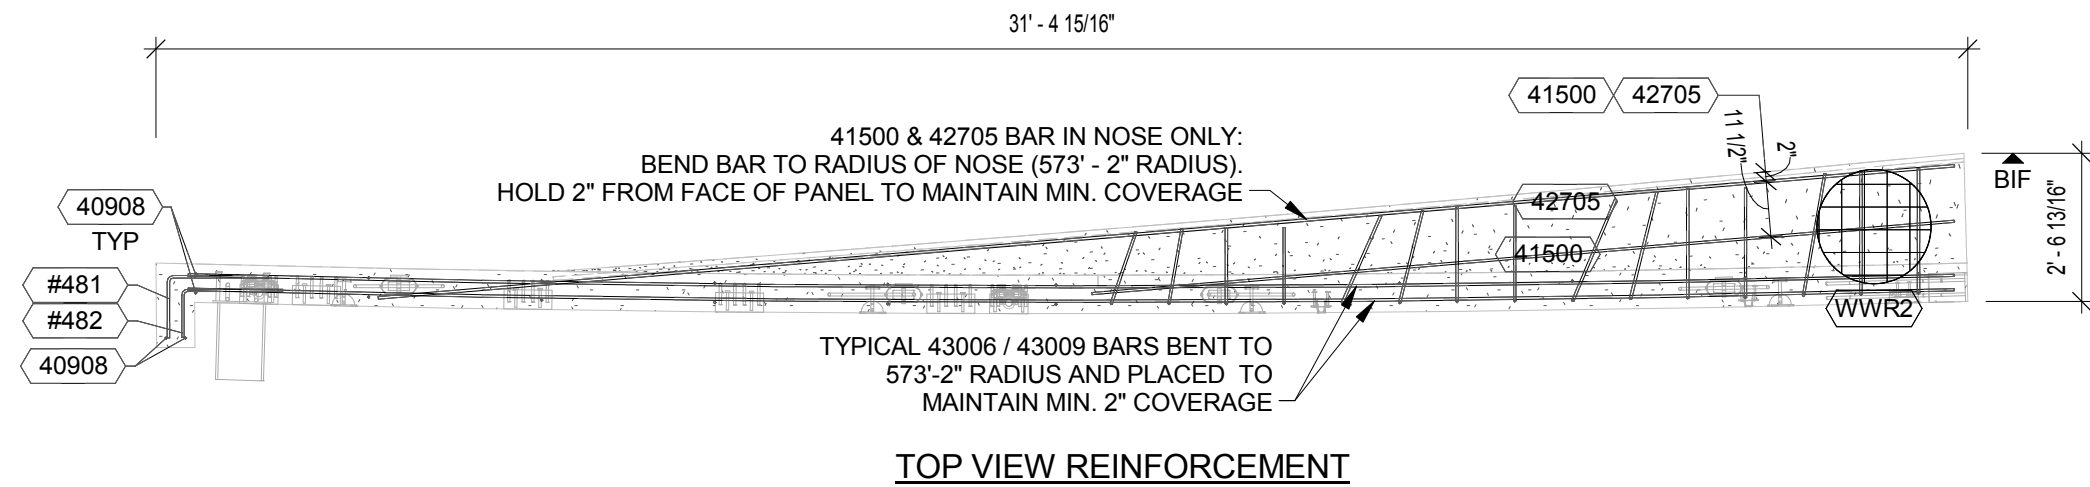 31' - 4 15/16"
41500 42705
11 1/2"
2"
41500 & 42705 BAR IN NOSE ONLY:
BEND BAR TO RADIUS OF NOSE (573' - 2" RADIUS).
HOLD 2" FROM FACE OF PANEL TO MAINTAIN MIN. COVERAGE
BIF
2' - 6 13/16"
40908
TYP
42705
41500
#481
#482
40908
WWR2
TYPICAL 43006 / 43009 BARS BENT TO
573'-2" RADIUS AND PLACED TO
MAINTAIN MIN. 2" COVERAGE
TOP VIEW REINFORCEMENT